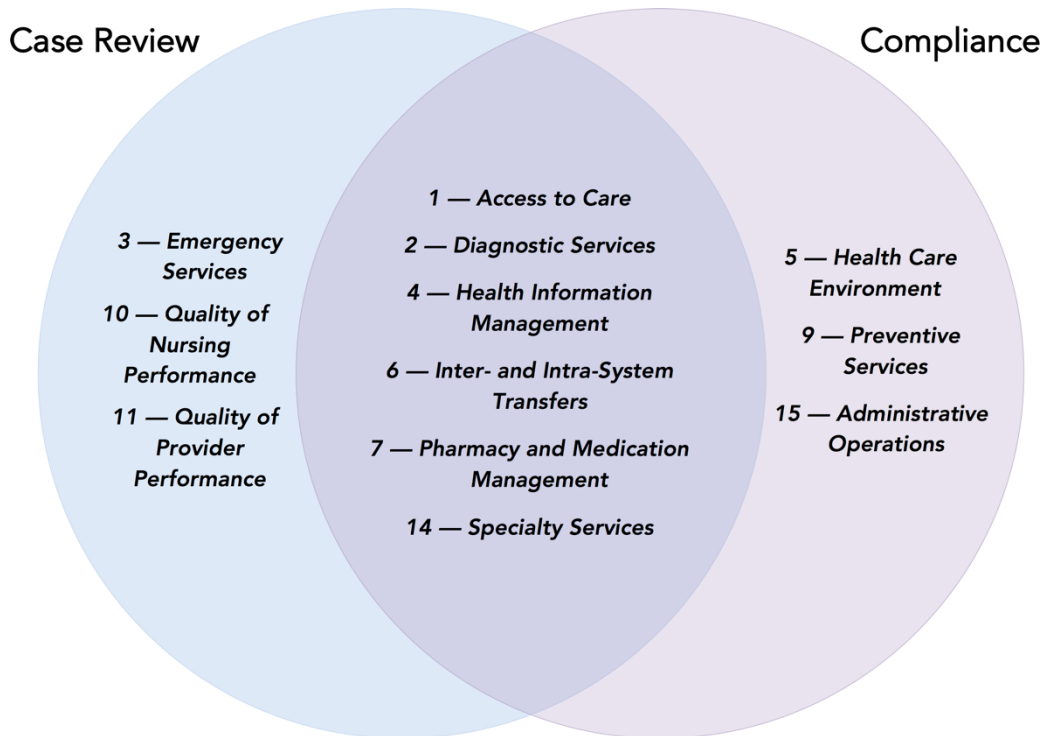 Case Review
Compliance
3 — Emergency
Services
10 — Quality of
Nursing
Performance
11 — Quality of
Provider
Performance
1 — Access to Care
2 — Diagnostic Services
4 — Health Information
Management
6 — Inter- and Intra-System
Transfers
7 — Pharmacy and Medication
Management
14 — Specialty Services
5 — Health Care
Environment
9 — Preventive
Services
15 — Administrative
Operations